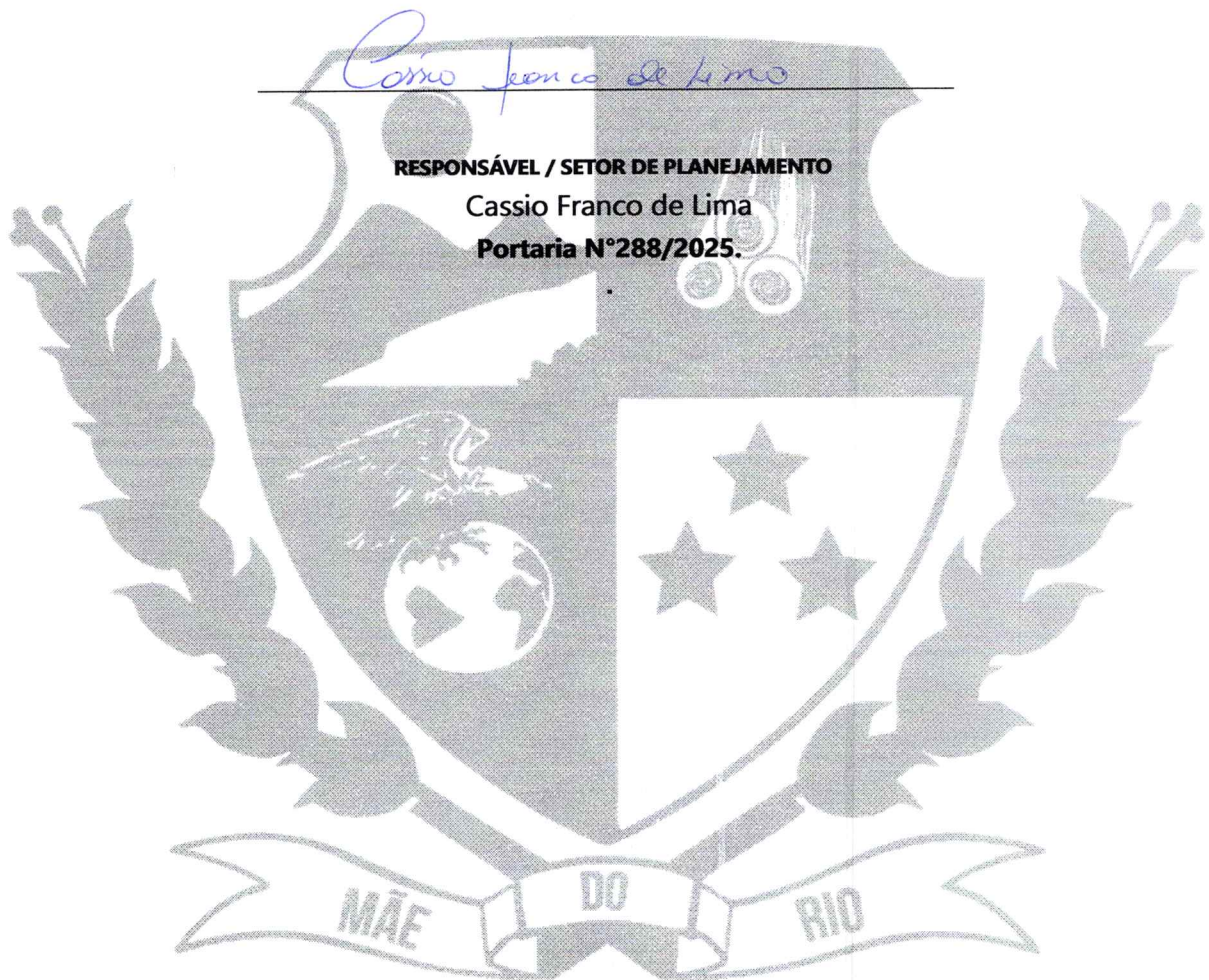 Cassio Franco de Lima
RESPONSÁVEL / SETOR DE PLANEJAMENTO
Cassio Franco de Lima
Portaria N°288/2025.
.
MÃE DO RIO